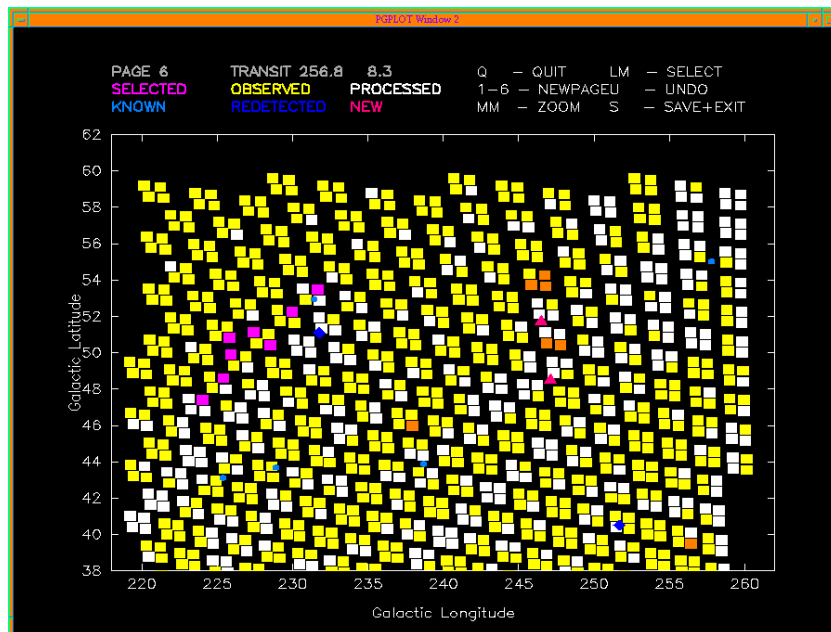 PGPLOT Window 2
PAGE 6 TRANSIT 256.8 8.3 Q – QUIT LM – SELECT
SELECTED OBSERVED PROCESSED 1–6 – NEWPAGEU – UNDO
KNOWN REDETECTED NEW MM – ZOOM S – SAVE+EXIT
62
60
58
56
54
52
50
48
46
44
42
40
38
Galactic Latitude
220 225 230 235 240 245 250 255 260
Galactic Longitude